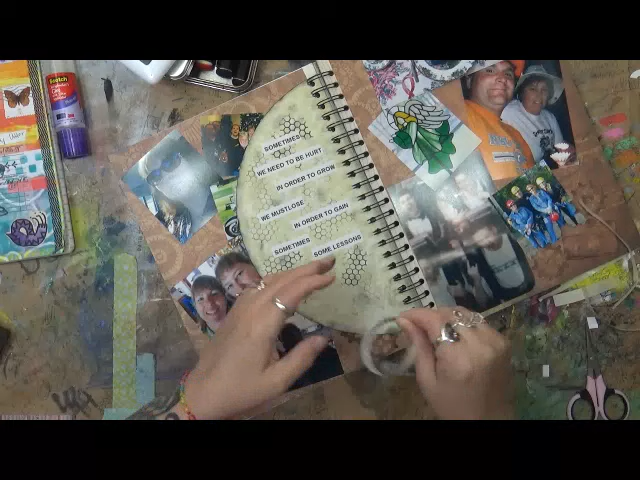 Scotch
SOMETIMES
WE NEED TO BE HURT
IN ORDER TO GROW
WE MUSTLOSE
IN ORDER TO GAIN
SOMETIMES
SOME LESSONS